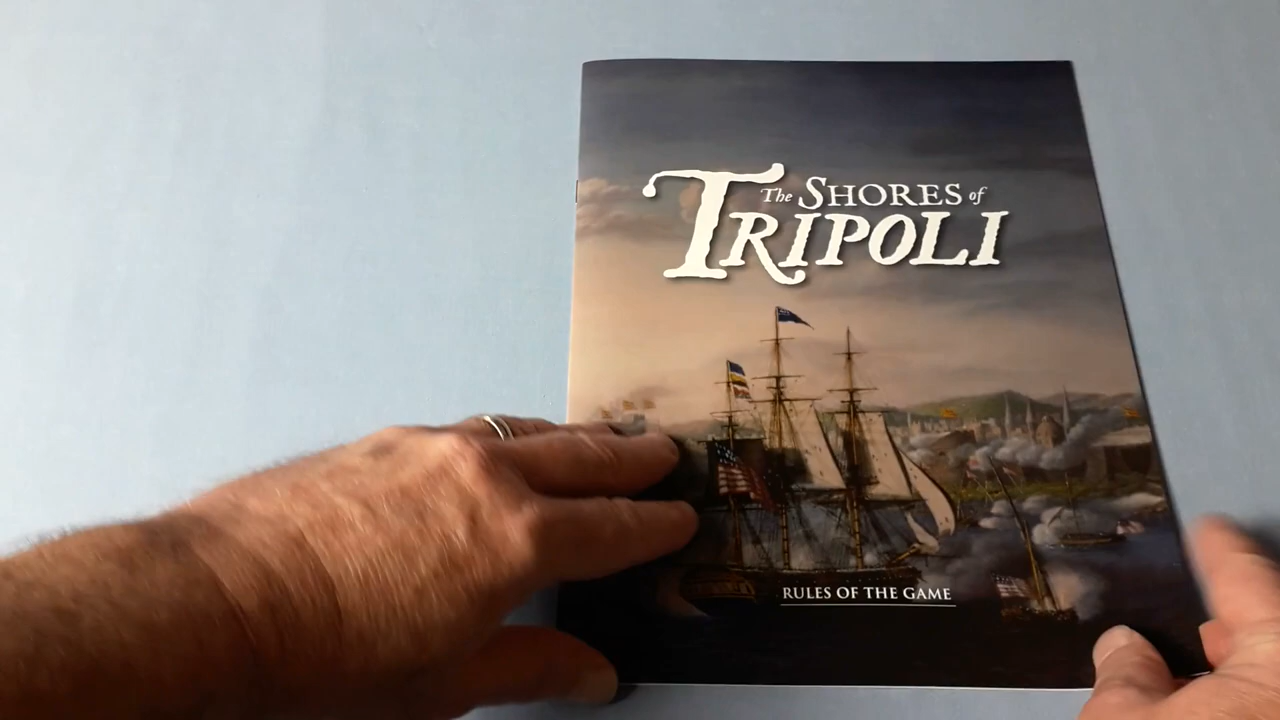 The SHORES of
TRIPOLI
RULES OF THE GAME